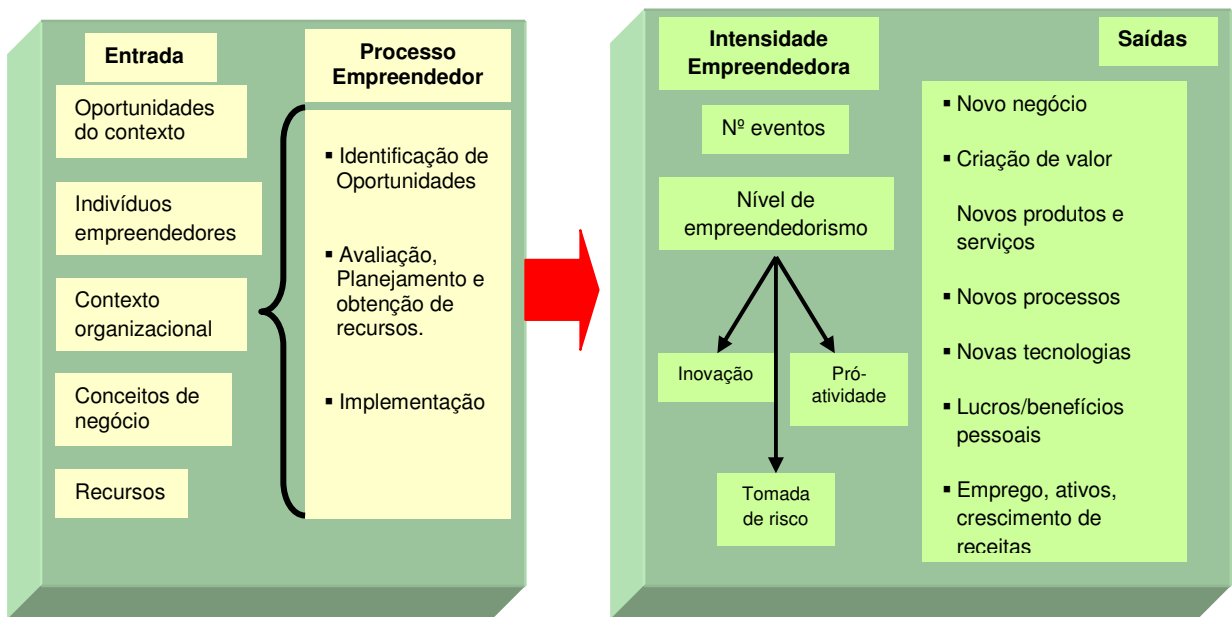 Entrada
Oportunidades
do contexto
Indivíduos
empreendedores
Contexto
organizacional
Conceitos de
negócio
Recursos
Processo
Empreendedor
▪ Identificação de
Oportunidades
▪ Avaliação,
Planejamento e
obtenção de
recursos.
▪ Implementação
Intensidade
Empreendedora
Nº eventos
Nível de
empreendedorismo
Inovação
Pró-
atividade
Tomada
de risco
Saídas
▪ Novo negócio
▪ Criação de valor
Novos produtos e
serviços
▪ Novos processos
▪ Novas tecnologias
▪ Lucros/benefícios
pessoais
▪ Emprego, ativos,
crescimento de
receitas